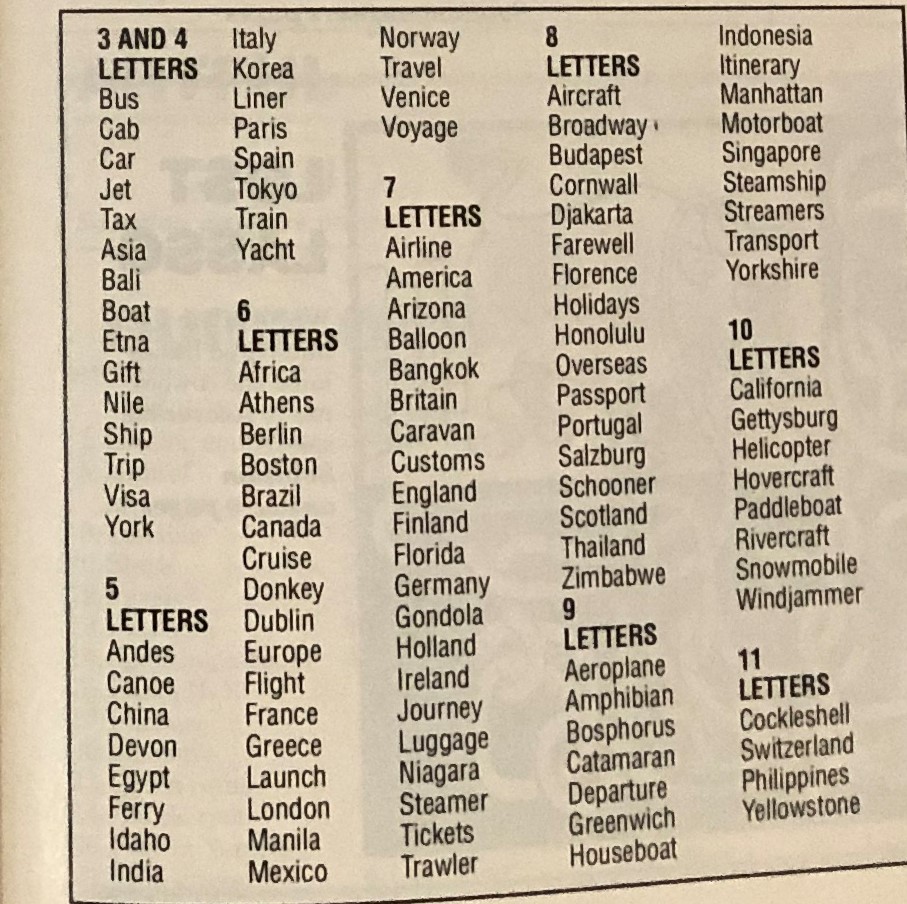 3 AND 4
LETTERS
Bus
Cab
Car
Jet
Tax
Asia
Bali
Boat
Etna
Gift
Nile
Ship
Trip
Visa
York
5
LETTERS
Andes
Canoe
China
Devon
Egypt
Ferry
Idaho
India
Italy
Korea
Liner
Paris
Spain
Tokyo
Train
Yacht
6
LETTERS
Africa
Athens
Berlin
Boston
Brazil
Canada
Cruise
Donkey
Dublin
Europe
Flight
France
Greece
Launch
London
Manila
Mexico
Norway
Travel
Venice
Voyage
7
LETTERS
Airline
America
Arizona
Balloon
Bangkok
Britain
Caravan
Customs
England
Finland
Florida
Germany
Gondola
Holland
Ireland
Journey
Luggage
Niagara
Steamer
Tickets
Trawler
8
LETTERS
Aircraft
Broadway
Budapest
Cornwall
Djakarta
Farewell
Florence
Holidays
Honolulu
Overseas
Passport
Portugal
Salzburg
Schooner
Scotland
Thailand
Zimbabwe
9
LETTERS
Aeroplane
Amphibian
Bosphorus
Catamaran
Departure
Greenwich
Houseboat
Indonesia
Itinerary
Manhattan
Motorboat
Singapore
Steamship
Streamers
Transport
Yorkshire
10
LETTERS
California
Gettysburg
Helicopter
Hovercraft
Paddleboat
Rivercraft
Snowmobile
Windjammer
11
LETTERS
Cockleshell
Switzerland
Philippines
Yellowstone